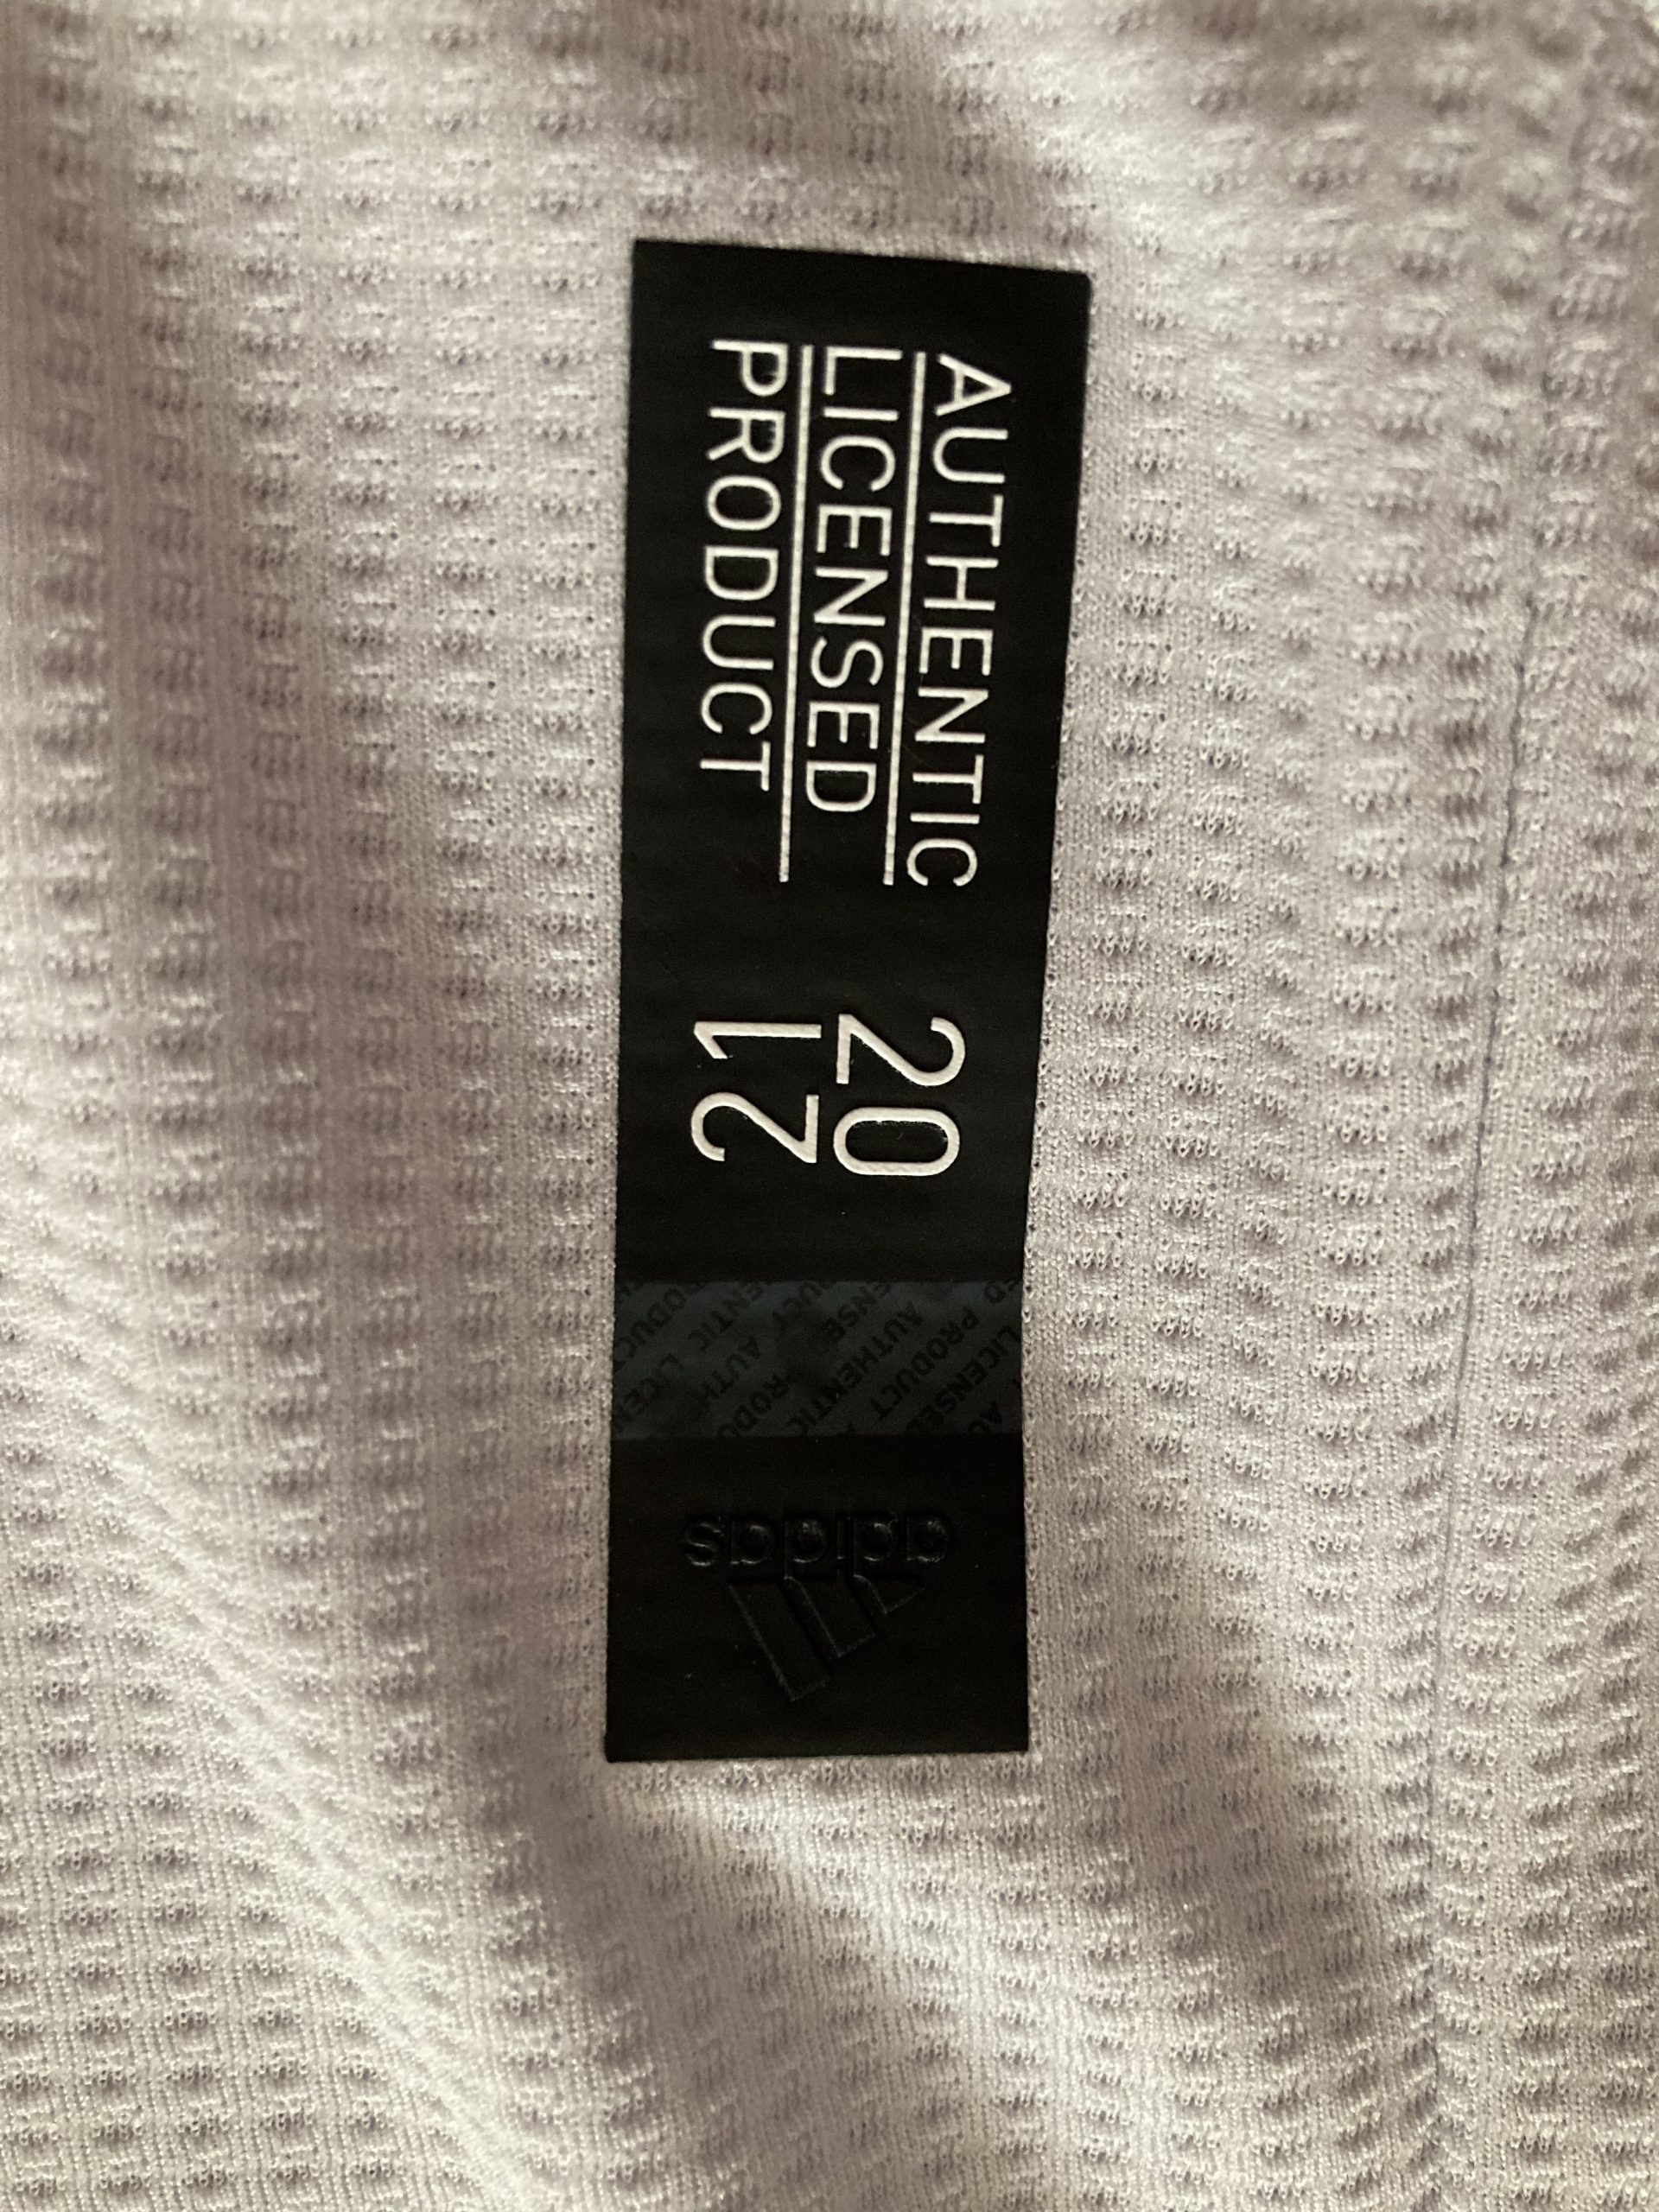 AUTHENTIC
LICENSED
PRODUCT
20
21
LICENSED
PRODUCT
AUTHENTIC
adidas